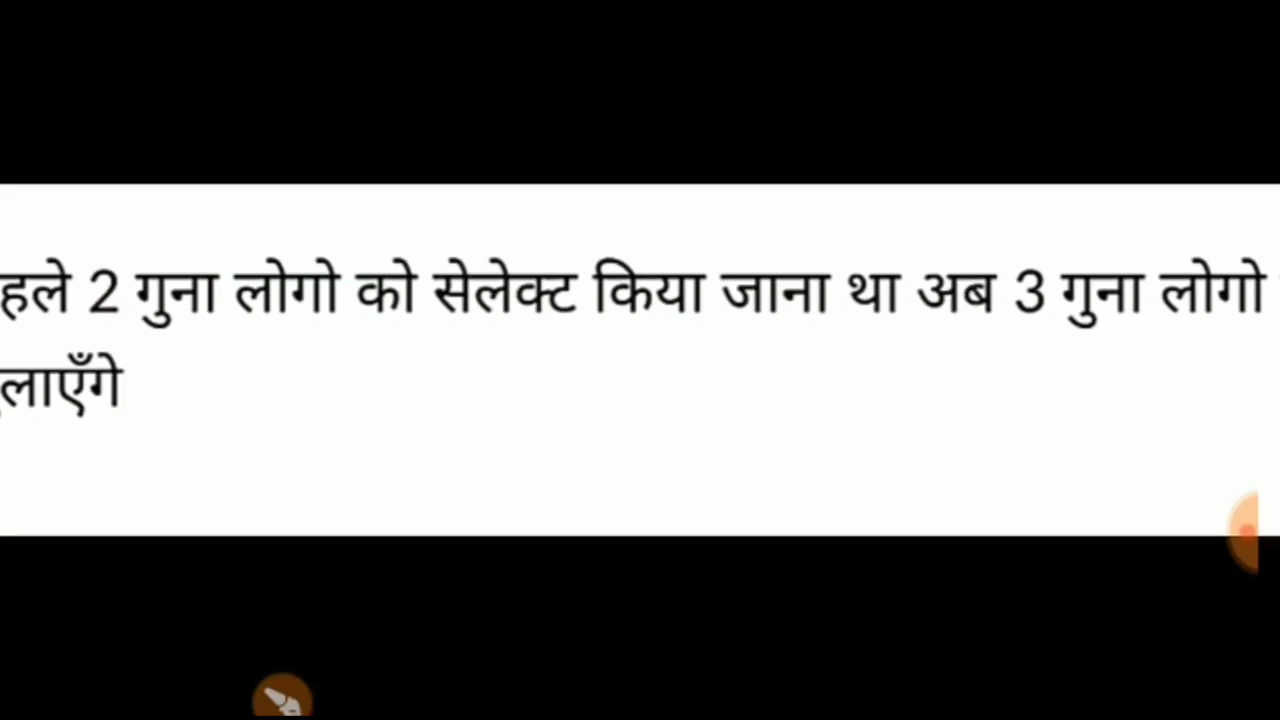 हले 2 गुना लोगो को सेलेक्ट किया जाना था अब 3 गुना लोगो
लाएँगे